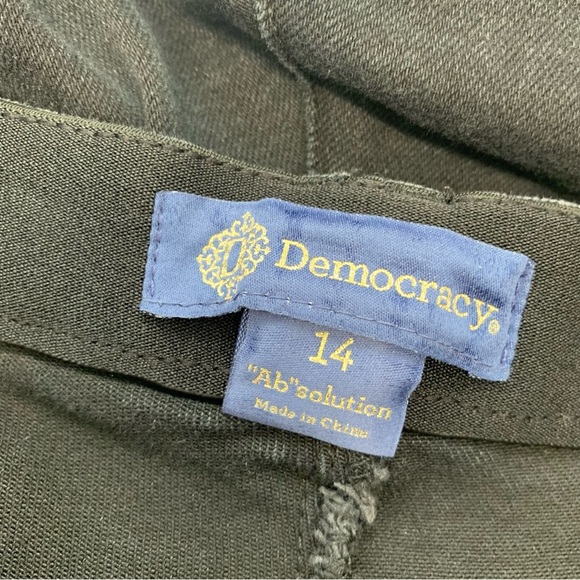 D
Democracy®
14
"Ab"solution
Made in China